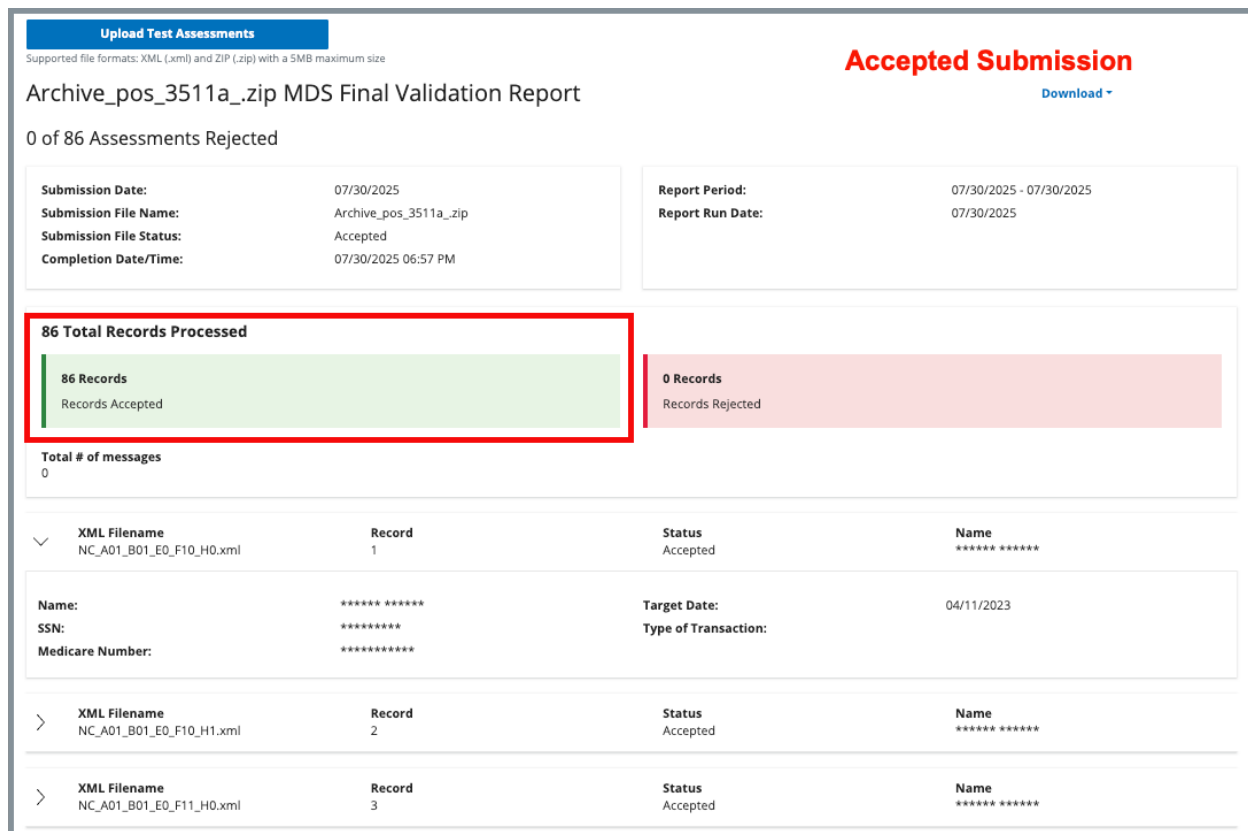 Upload Test Assessments
Supported file formats: XML (.xml) and ZIP (.zip) with a 5MB maximum size
Accepted Submission
Archive_pos_3511a_.zip MDS Final Validation Report
Download
0 of 86 Assessments Rejected
Submission Date: 07/30/2025
Submission File Name: Archive_pos_3511a_.zip
Submission File Status: Accepted
Completion Date/Time: 07/30/2025 06:57 PM
Report Period: 07/30/2025 - 07/30/2025
Report Run Date: 07/30/2025
86 Total Records Processed
86 Records
Records Accepted
0 Records
Records Rejected
Total # of messages
0
XML Filename Record Status Name
NC_A01_B01_E0_F10_H0.xml 1 Accepted ****** ******
Name: ****** ****** Target Date: 04/11/2023
SSN: ********* Type of Transaction:
Medicare Number: ***********
XML Filename Record Status Name
NC_A01_B01_E0_F10_H1.xml 2 Accepted ****** ******
XML Filename Record Status Name
NC_A01_B01_E0_F11_H0.xml 3 Accepted ****** ******